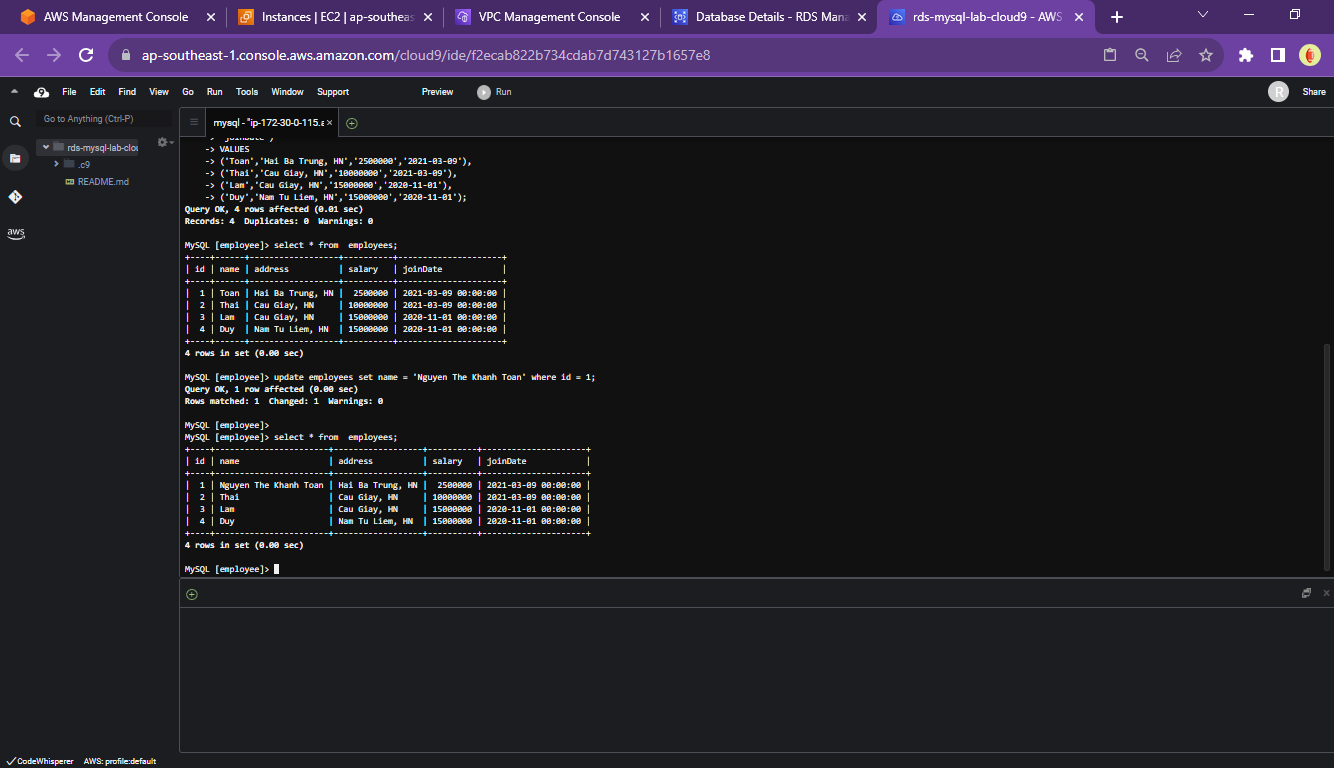 AWS Management Console
Instances | EC2 | ap-southeas
VPC Management Console
Database Details - RDS Mana
rds-mysql-lab-cloud9 - AWS
ap-southeast-1.console.aws.amazon.com/cloud9/ide/f2ecab822b734cdab7d743127b1657e8
File Edit Find View Go Run Tools Window Support Preview Run R Share
Go to Anything (Ctrl-P)
mysql - "ip-172-30-0-115.a
rds-mysql-lab-clou
.c9
README.md
aws
-> 'joinDate')
-> VALUES
-> ('Toan','Hai Ba Trung, HN','2500000','2021-03-09'),
-> ('Thai','Cau Giay, HN','10000000','2021-03-09'),
-> ('Lam','Cau Giay, HN','15000000','2020-11-01'),
-> ('Duy','Nam Tu Liem, HN','15000000','2020-11-01');
Query OK, 4 rows affected (0.01 sec)
Records: 4  Duplicates: 0  Warnings: 0
MySQL [employee]> select * from  employees;
+----+------+------------------+----------+---------------------+
| id | name | address          | salary   | joinDate            |
+----+------+------------------+----------+---------------------+
|  1 | Toan | Hai Ba Trung, HN |  2500000 | 2021-03-09 00:00:00 |
|  2 | Thai | Cau Giay, HN     | 10000000 | 2021-03-09 00:00:00 |
|  3 | Lam  | Cau Giay, HN     | 15000000 | 2020-11-01 00:00:00 |
|  4 | Duy  | Nam Tu Liem, HN  | 15000000 | 2020-11-01 00:00:00 |
+----+------+------------------+----------+---------------------+
4 rows in set (0.00 sec)
MySQL [employee]> update employees set name = 'Nguyen The Khanh Toan' where id = 1;
Query OK, 1 row affected (0.00 sec)
Rows matched: 1  Changed: 1  Warnings: 0
MySQL [employee]>
MySQL [employee]> select * from  employees;
+----+-----------------------+------------------+----------+---------------------+
| id | name                  | address          | salary   | joinDate            |
+----+-----------------------+------------------+----------+---------------------+
|  1 | Nguyen The Khanh Toan | Hai Ba Trung, HN |  2500000 | 2021-03-09 00:00:00 |
|  2 | Thai                  | Cau Giay, HN     | 10000000 | 2021-03-09 00:00:00 |
|  3 | Lam                   | Cau Giay, HN     | 15000000 | 2020-11-01 00:00:00 |
|  4 | Duy                   | Nam Tu Liem, HN  | 15000000 | 2020-11-01 00:00:00 |
+----+-----------------------+------------------+----------+---------------------+
4 rows in set (0.00 sec)
MySQL [employee]>
CodeWhisperer AWS: profile:default